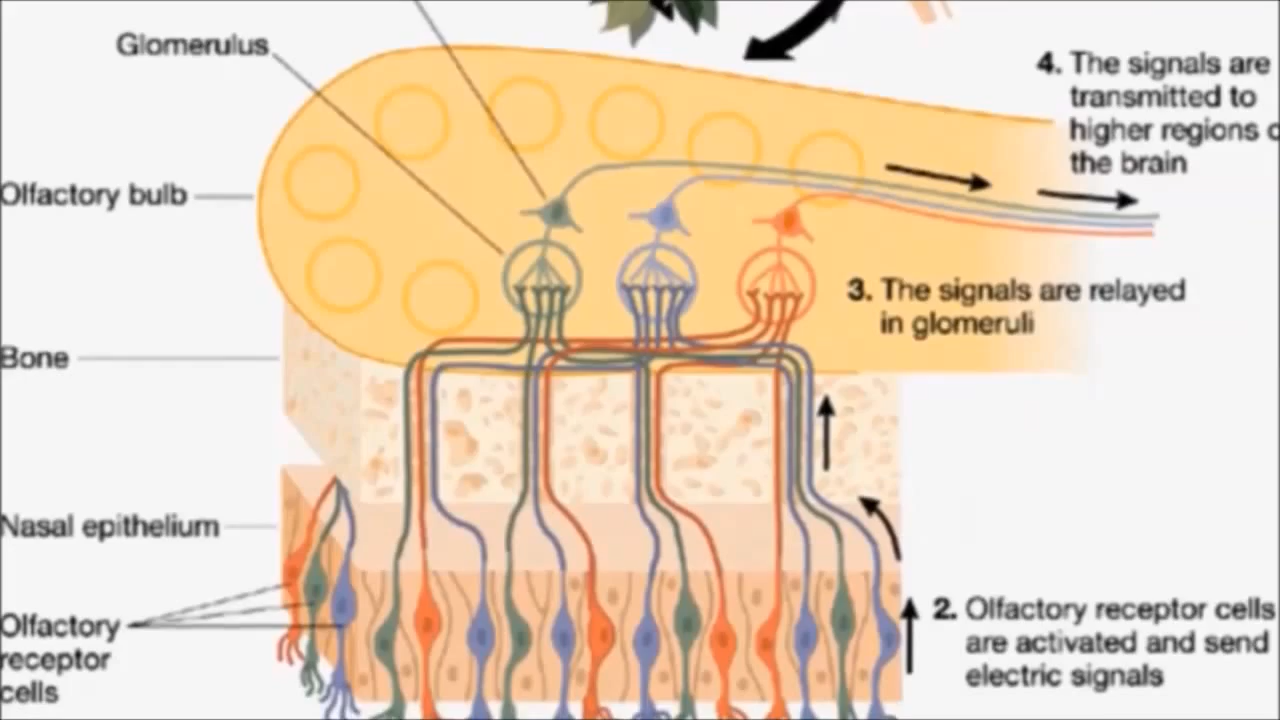 Glomerulus
4. The signals are
transmitted to
higher regions
the brain
Olfactory bulb
3. The signals are relayed
in glomeruli
Bone
Nasal epithelium
2. Olfactory receptor cells
are activated and send
electric signals
Olfactory
receptor
cells